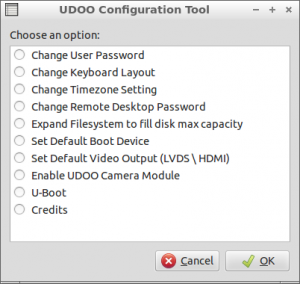 UDOO Configuration Tool
Choose an option:
Change User Password
Change Keyboard Layout
Change Timezone Setting
Change Remote Desktop Password
Expand Filesystem to fill disk max capacity
Set Default Boot Device
Set Default Video Output (LVDS \ HDMI)
Enable UDOO Camera Module
U-Boot
Credits
Cancel OK